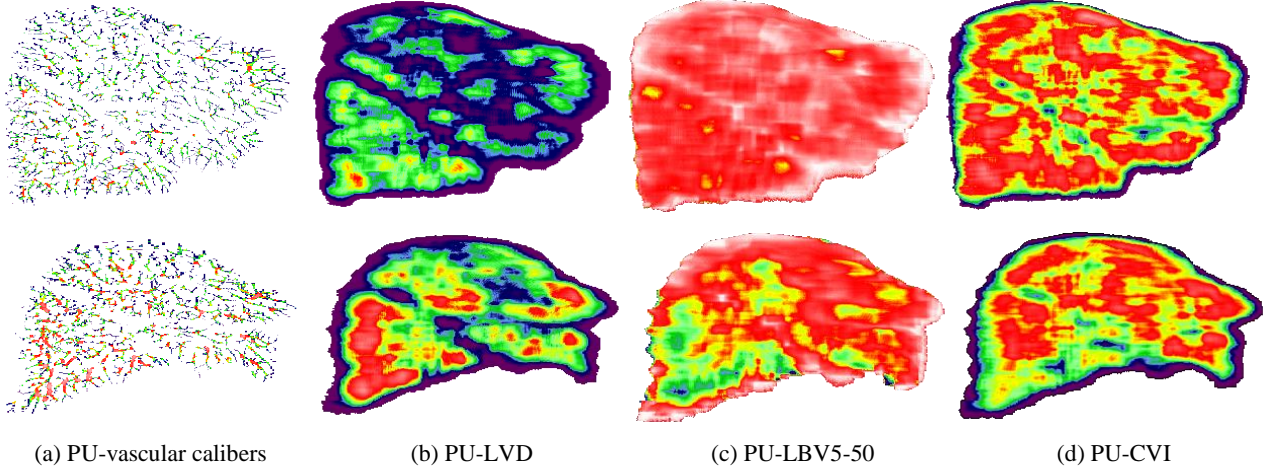 (a) PU-vascular calibers
(b) PU-LVD
(c) PU-LBV5-50
(d) PU-CVI